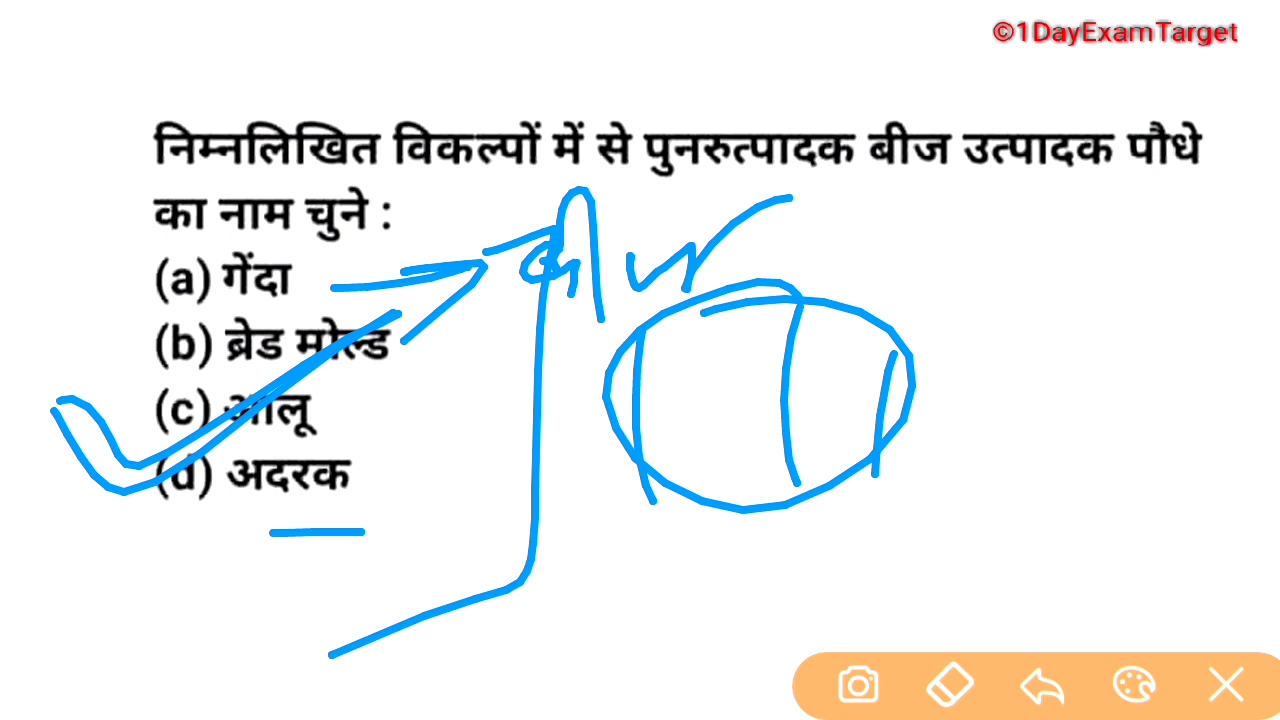 ©1DayExamTarget
निम्नलिखित विकल्पों में से पुनरुत्पादक बीज उत्पादक पौधे
का नाम चुने :
(a) गेंदा
(b) ब्रेड मोल्ड
(c) आलू
(d) अदरक